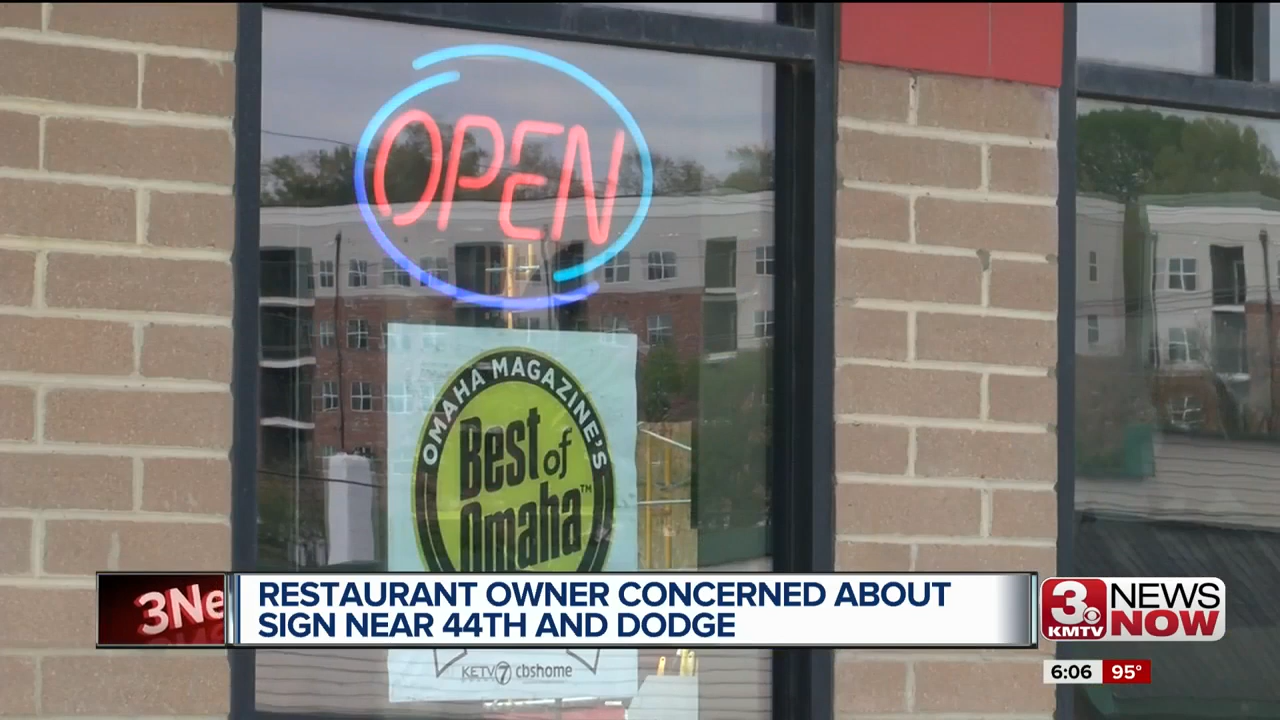 OPEN
OMAHA MAGAZINE'S
Best of
Omaha™
KETV 7 cbshome
3Ne
RESTAURANT OWNER CONCERNED ABOUT
SIGN NEAR 44TH AND DODGE
3 KMTV
NEWS
NOW
6:06 95°